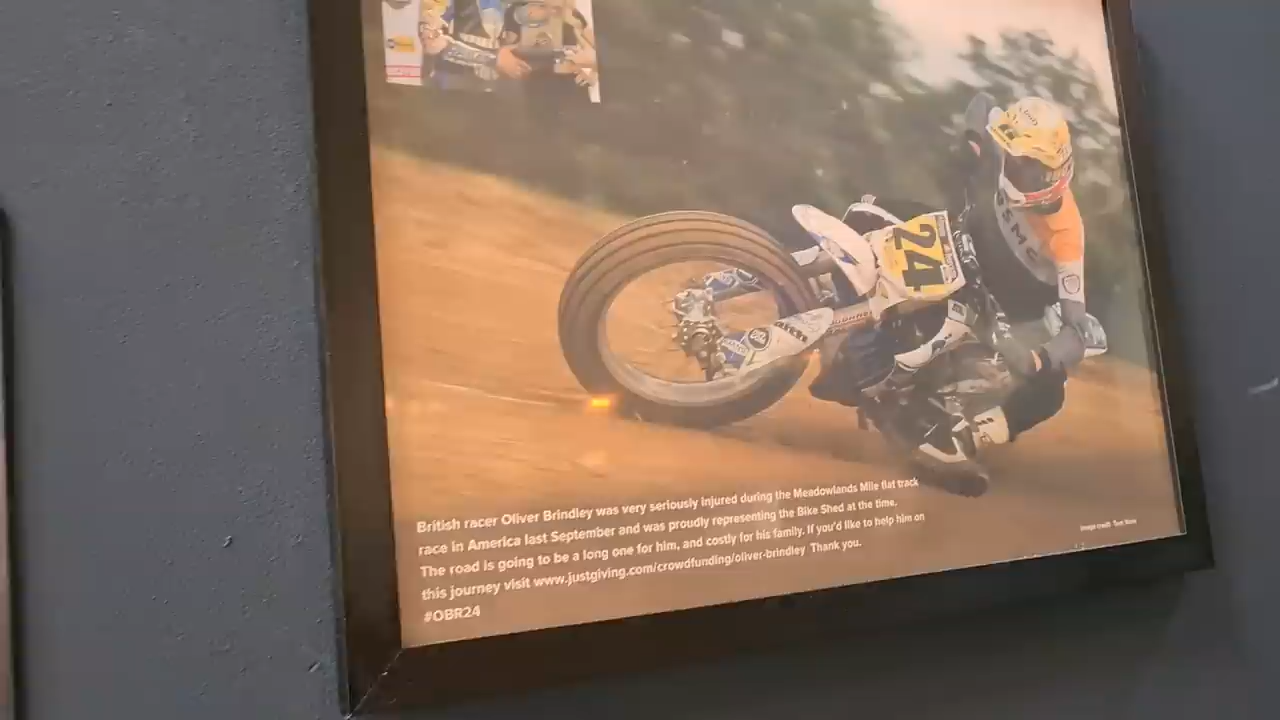 24
British racer Oliver Brindley was very seriously injured during the Meadowlands Mile flat track
race in America last September and was proudly representing the Bike Shed at the time.
The road is going to be a long one for him, and costly for his family. If you'd like to help him on
this journey visit www.justgiving.com/crowdfunding/oliver-brindley Thank you.
#OBR24
Image credit